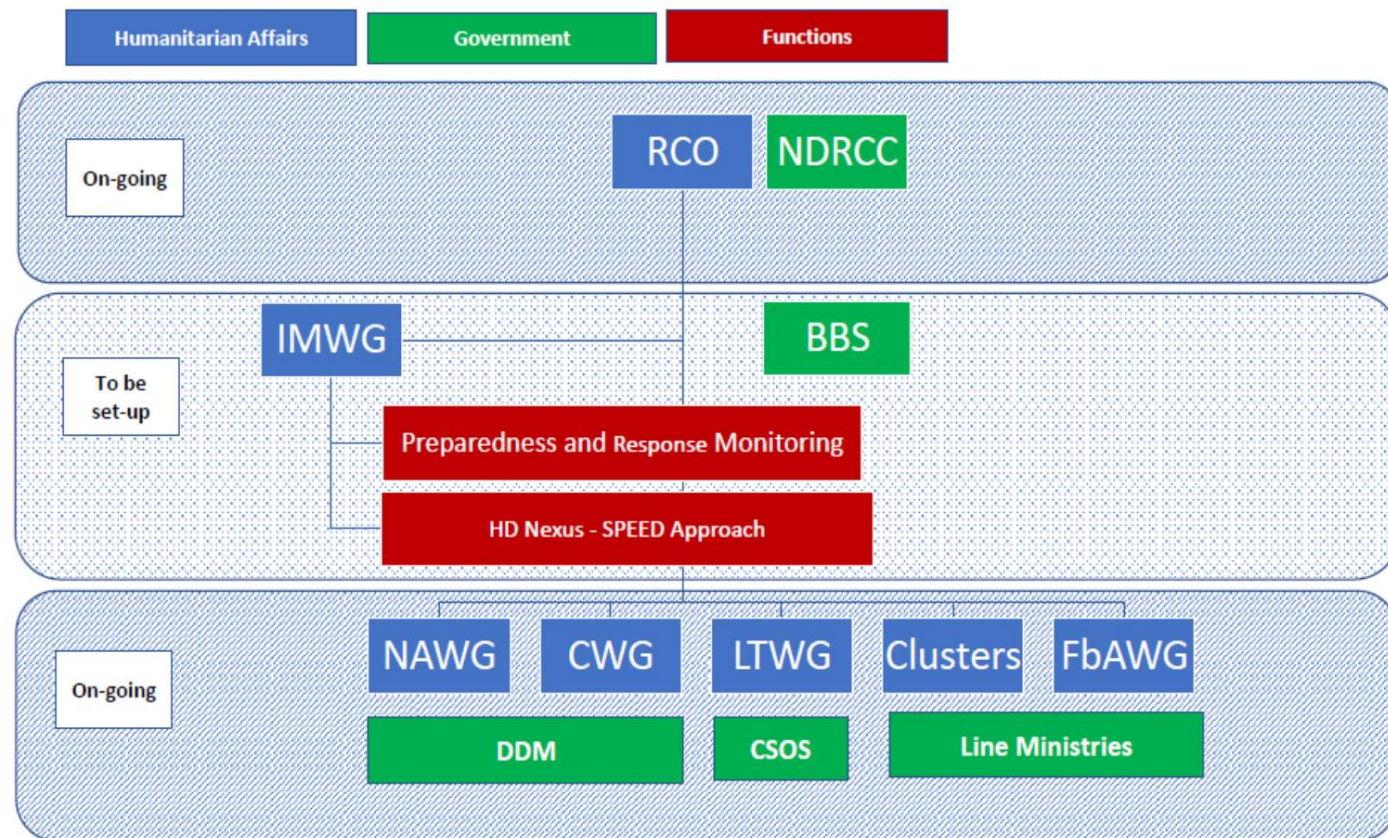 Humanitarian Affairs
Government
Functions
On-going
RCO
NDRCC
IMWG
BBS
To be
set-up
Preparedness and Response Monitoring
HD Nexus - SPEED Approach
On-going
NAWG
CWG
LTWG
Clusters
FbAWG
DDM
CSOS
Line Ministries